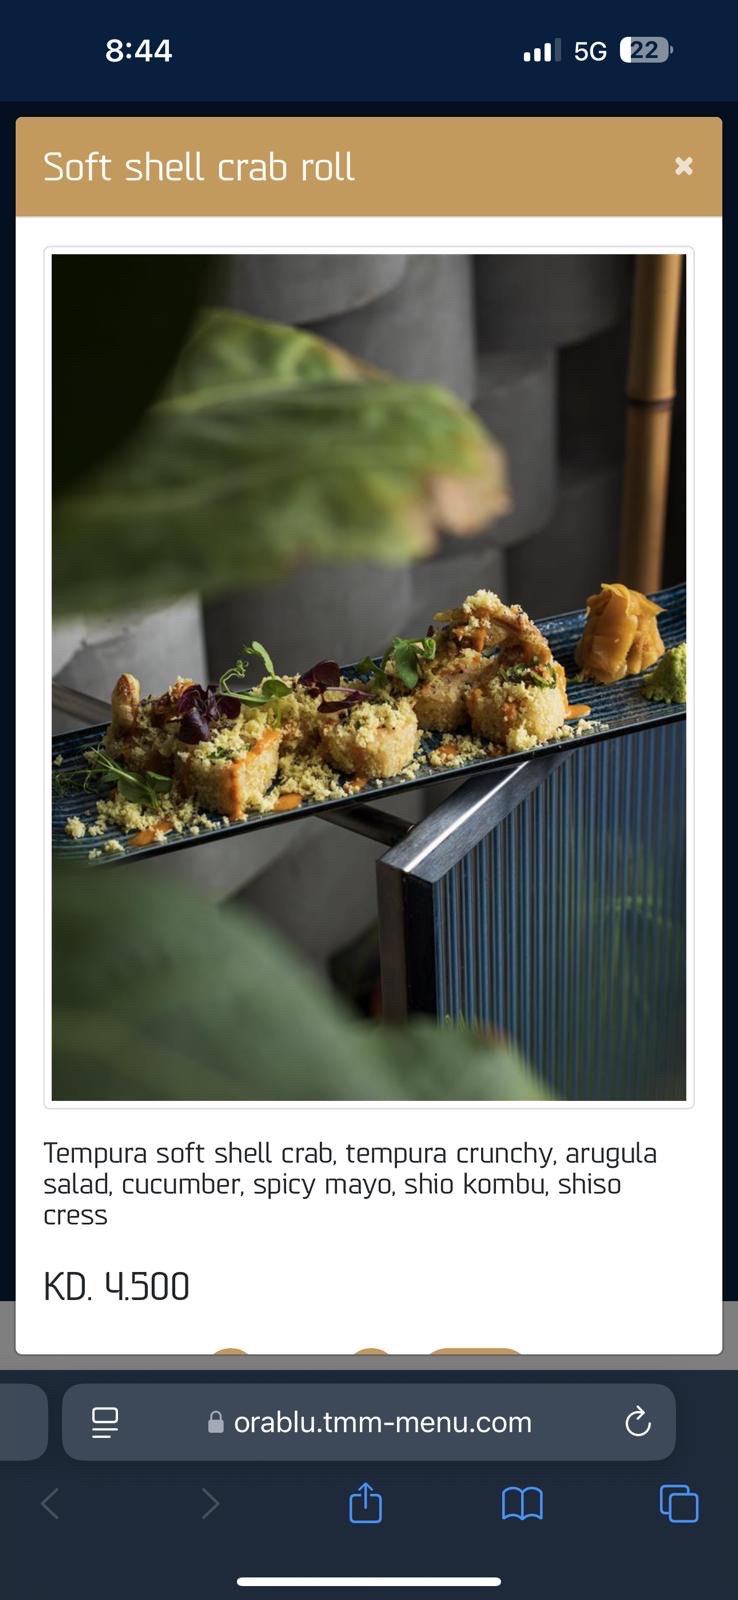 8:44
5G
22
Soft shell crab roll
Tempura soft shell crab, tempura crunchy, arugula
salad, cucumber, spicy mayo, shio kombu, shiso
cress
KD. 4.500
orablu.tmm-menu.com